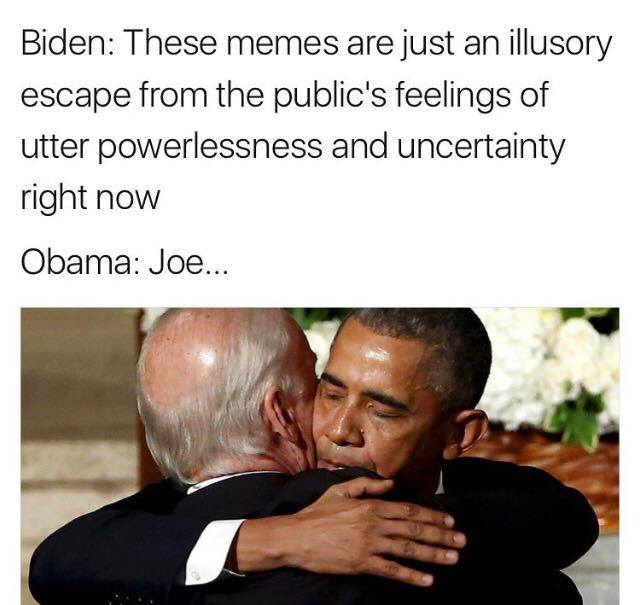 Biden: These memes are just an illusory
escape from the public's feelings of
utter powerlessness and uncertainty
right now
Obama: Joe...